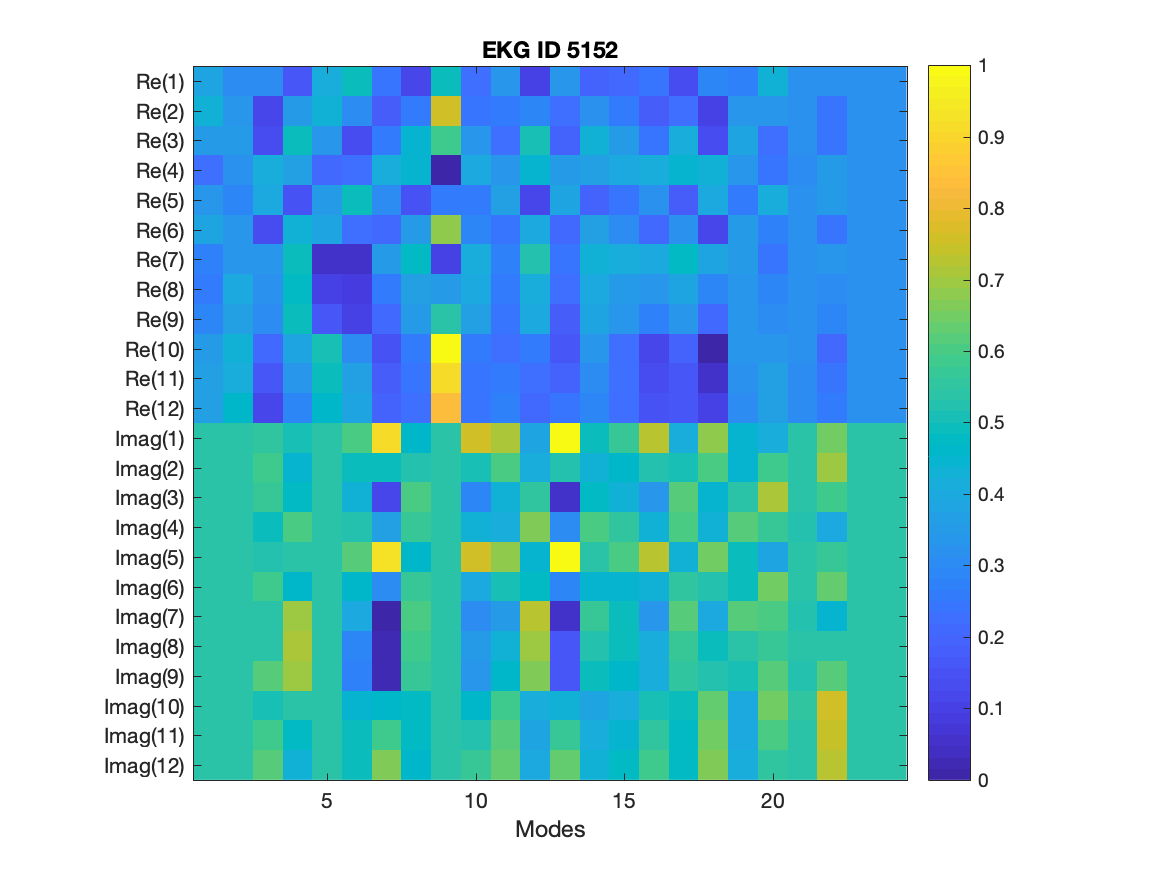 EKG ID 5152
Re(1)
Re(2)
Re(3)
Re(4)
Re(5)
Re(6)
Re(7)
Re(8)
Re(9)
Re(10)
Re(11)
Re(12)
Imag(1)
Imag(2)
Imag(3)
Imag(4)
Imag(5)
Imag(6)
Imag(7)
Imag(8)
Imag(9)
Imag(10)
Imag(11)
Imag(12)
5 10 15 20
Modes
1
0.9
0.8
0.7
0.6
0.5
0.4
0.3
0.2
0.1
0